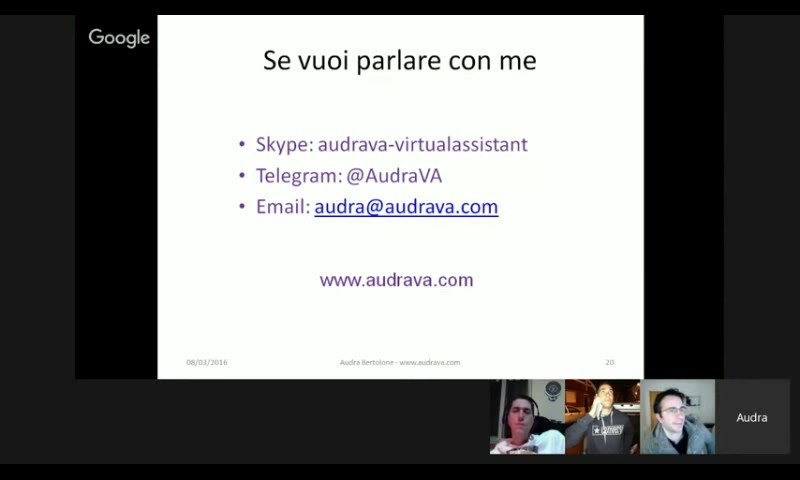 Google
Se vuoi parlare con me
• Skype: audrava-virtualassistant
• Telegram: @AudraVA
• Email: audra@audrava.com
www.audrava.com
08/03/2016
Audra Bertolone - www.audrava.com
20
Audra